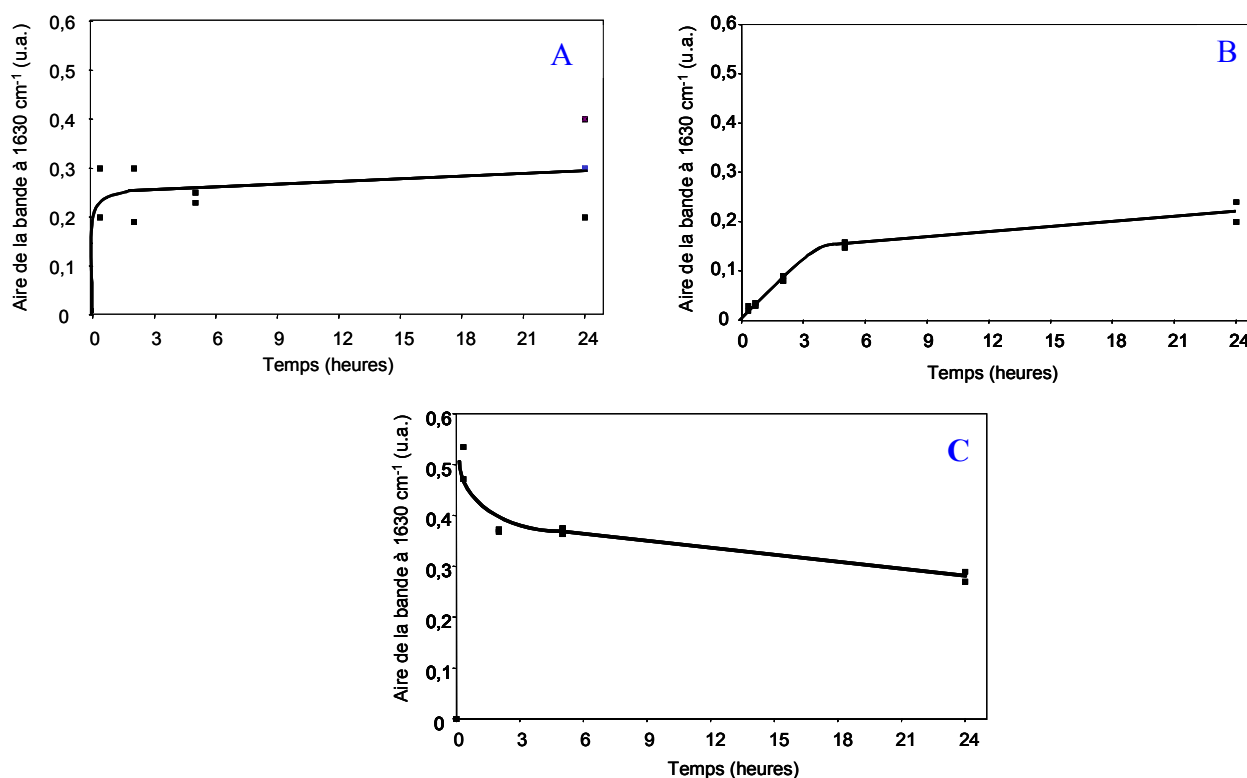 A
Aire de la bande à 1630 cm⁻¹ (u.a.)
0,6
0,5
0,4
0,3
0,2
0,1
0
0 3 6 9 12 15 18 21 24
Temps (heures)
B
Aire de la bande à 1630 cm⁻¹ (u.a.)
0,6
0,5
0,4
0,3
0,2
0,1
0
0 3 6 9 12 15 18 21 24
Temps (heures)
C
Aire de la bande à 1630 cm⁻¹ (u.a.)
0,6
0,5
0,4
0,3
0,2
0,1
0
0 3 6 9 12 15 18 21 24
Temps (heures)